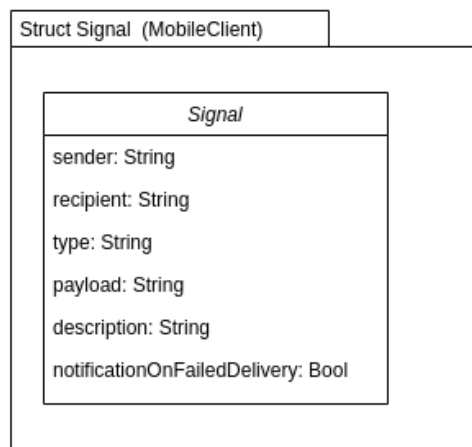 Struct Signal  (MobileClient)
Signal
sender: String
recipient: String
type: String
payload: String
description: String
notificationOnFailedDelivery: Bool